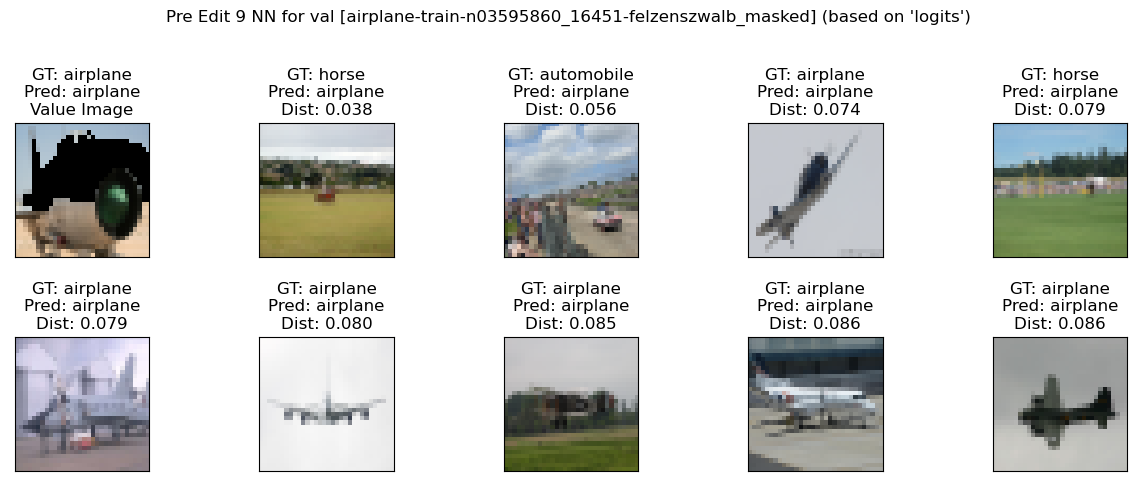 Pre Edit 9 NN for val [airplane-train-n03595860_16451-felzenszwalb_masked] (based on 'logits')
GT: airplane
Pred: airplane
Value Image
GT: horse
Pred: airplane
Dist: 0.038
GT: automobile
Pred: airplane
Dist: 0.056
GT: airplane
Pred: airplane
Dist: 0.074
GT: horse
Pred: airplane
Dist: 0.079
GT: airplane
Pred: airplane
Dist: 0.079
GT: airplane
Pred: airplane
Dist: 0.080
GT: airplane
Pred: airplane
Dist: 0.085
GT: airplane
Pred: airplane
Dist: 0.086
GT: airplane
Pred: airplane
Dist: 0.086